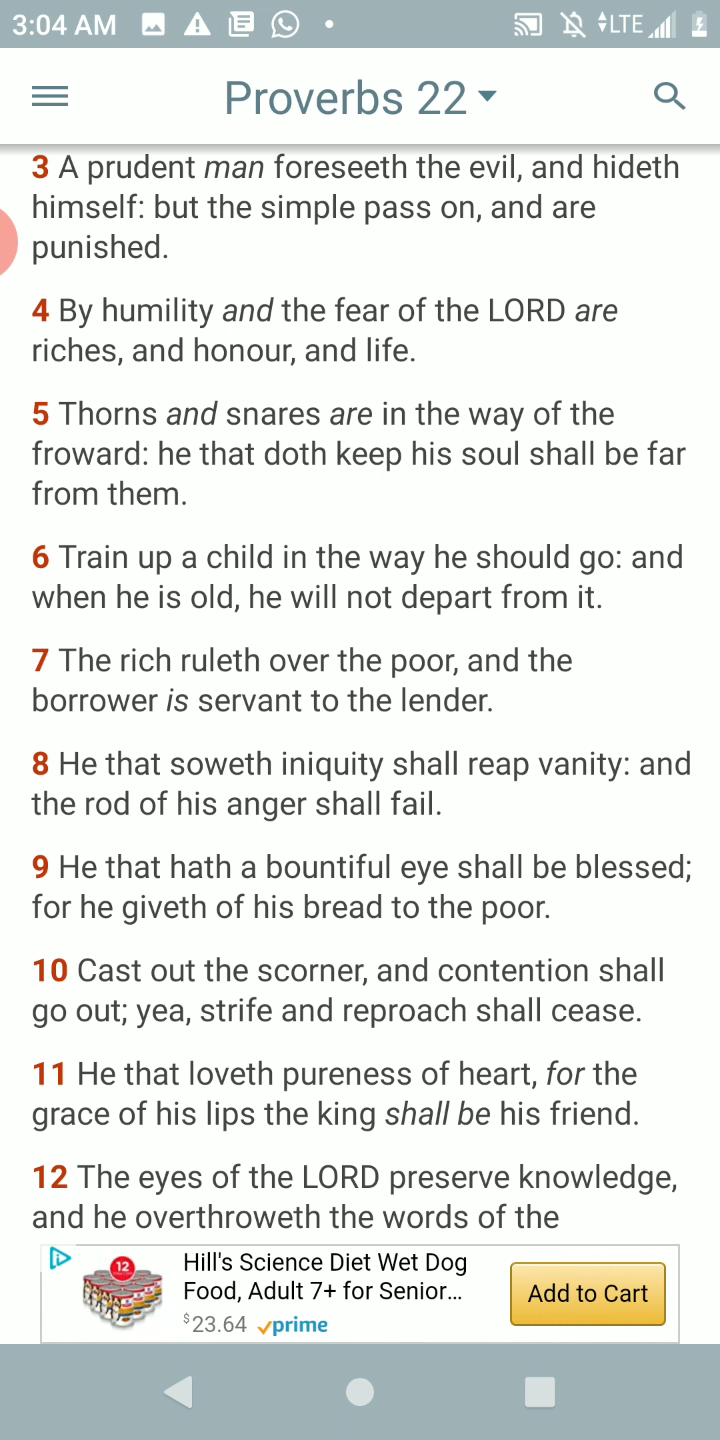 3:04 AM
LTE
Proverbs 22
3 A prudent man foreseeth the evil, and hideth
himself: but the simple pass on, and are
punished.
4 By humility and the fear of the LORD are
riches, and honour, and life.
5 Thorns and snares are in the way of the
froward: he that doth keep his soul shall be far
from them.
6 Train up a child in the way he should go: and
when he is old, he will not depart from it.
7 The rich ruleth over the poor, and the
borrower is servant to the lender.
8 He that soweth iniquity shall reap vanity: and
the rod of his anger shall fail.
9 He that hath a bountiful eye shall be blessed;
for he giveth of his bread to the poor.
10 Cast out the scorner, and contention shall
go out; yea, strife and reproach shall cease.
11 He that loveth pureness of heart, for the
grace of his lips the king shall be his friend.
12 The eyes of the LORD preserve knowledge,
and he overthroweth the words of the
12
Hill's Science Diet Wet Dog
Food, Adult 7+ for Senior...
$23.64 prime
Add to Cart